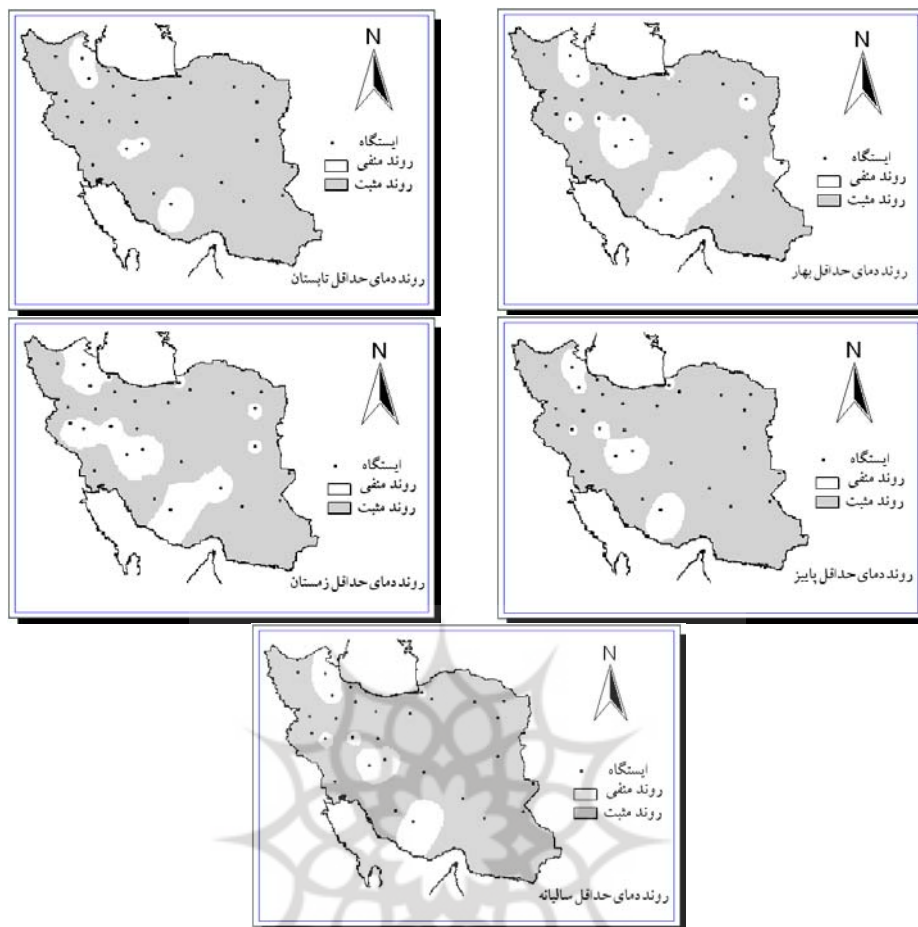 N
ایستگاه
روند منفی
روند مثبت
روند دمای حداقل بهار
N
ایستگاه
روند منفی
روند مثبت
روند دمای حداقل تابستان
N
ایستگاه
روند منفی
روند مثبت
روند دمای حداقل پاییز
N
ایستگاه
روند منفی
روند مثبت
روند دمای حداقل زمستان
N
ایستگاه
روند منفی
روند مثبت
روند دمای حداقل سالیانه